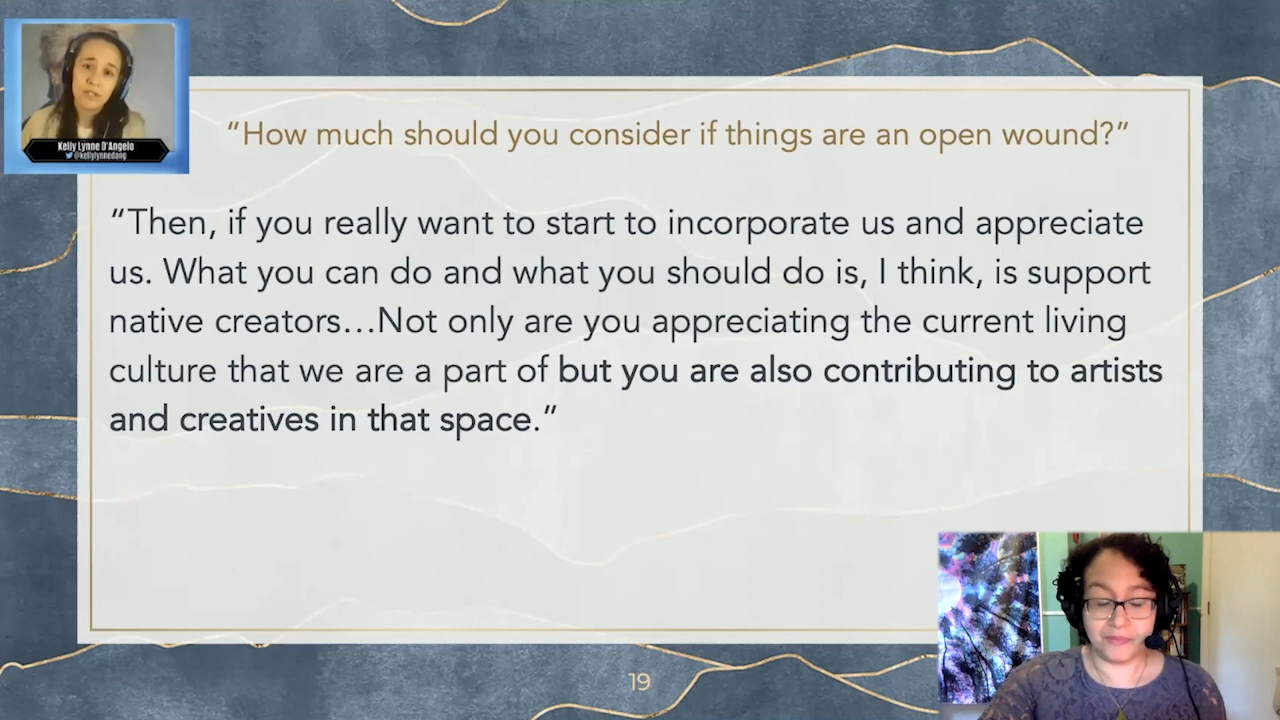 Kelly Lynne D'Angelo
@kellylynnedang
“How much should you consider if things are an open wound?”
“Then, if you really want to start to incorporate us and appreciate
us. What you can do and what you should do is, I think, is support
native creators…Not only are you appreciating the current living
culture that we are a part of but you are also contributing to artists
and creatives in that space.”
19